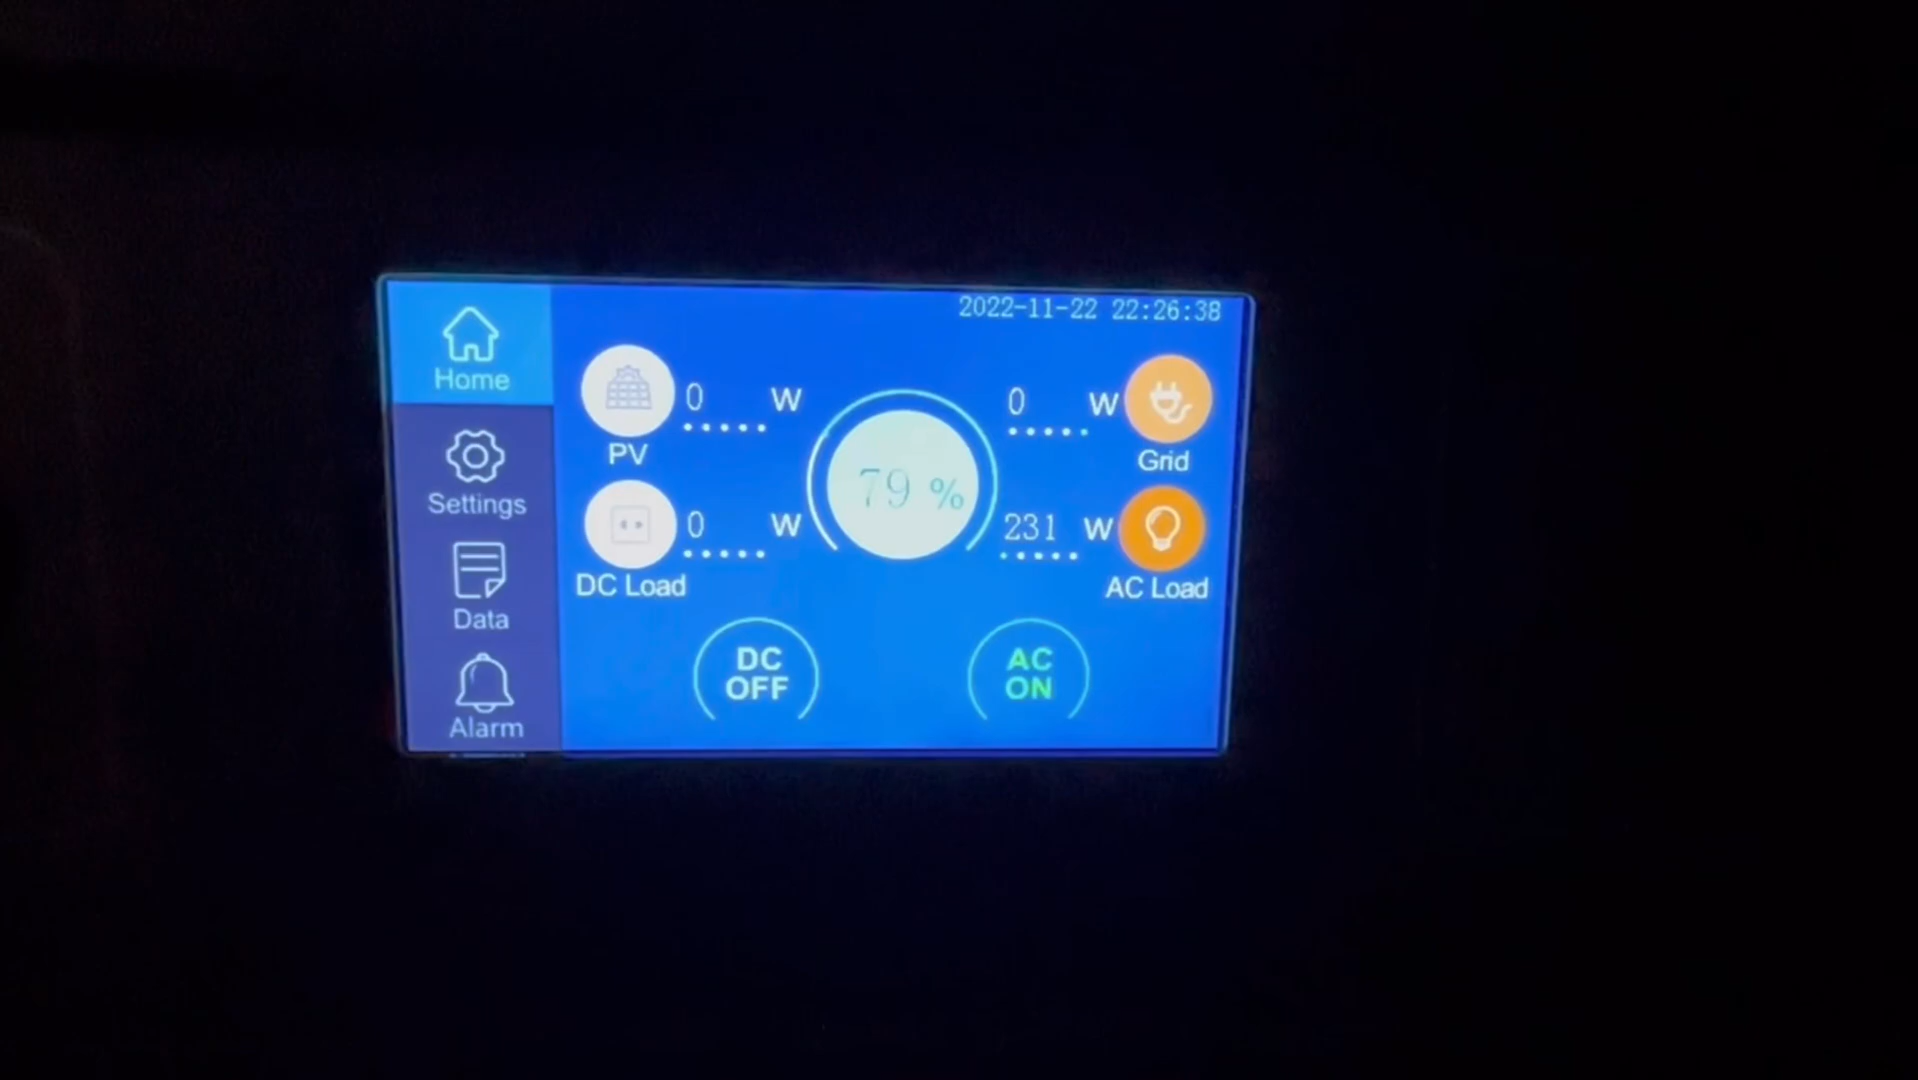 2022-11-22 22:26:38
Home
Settings
Data
Alarm
0 W
PV
0 W
DC Load
79 %
0 W
Grid
231 W
AC Load
DC
OFF
AC
ON